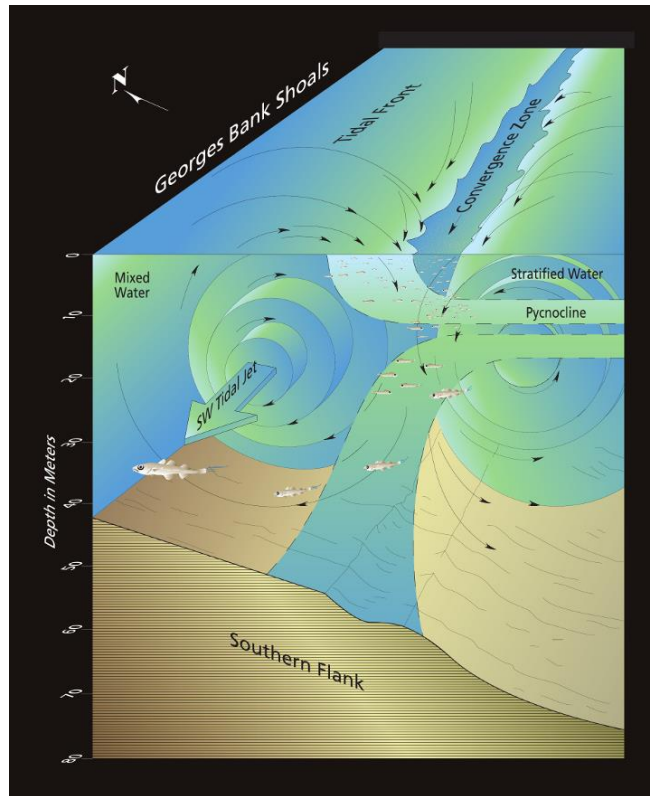 N
Georges Bank Shoals
Tidal Front
Convergence Zone
Mixed
Water
Stratified Water
Pycnocline
SW Tidal Jet
Depth in Meters
0
10
20
30
40
50
60
70
80
Southern Flank